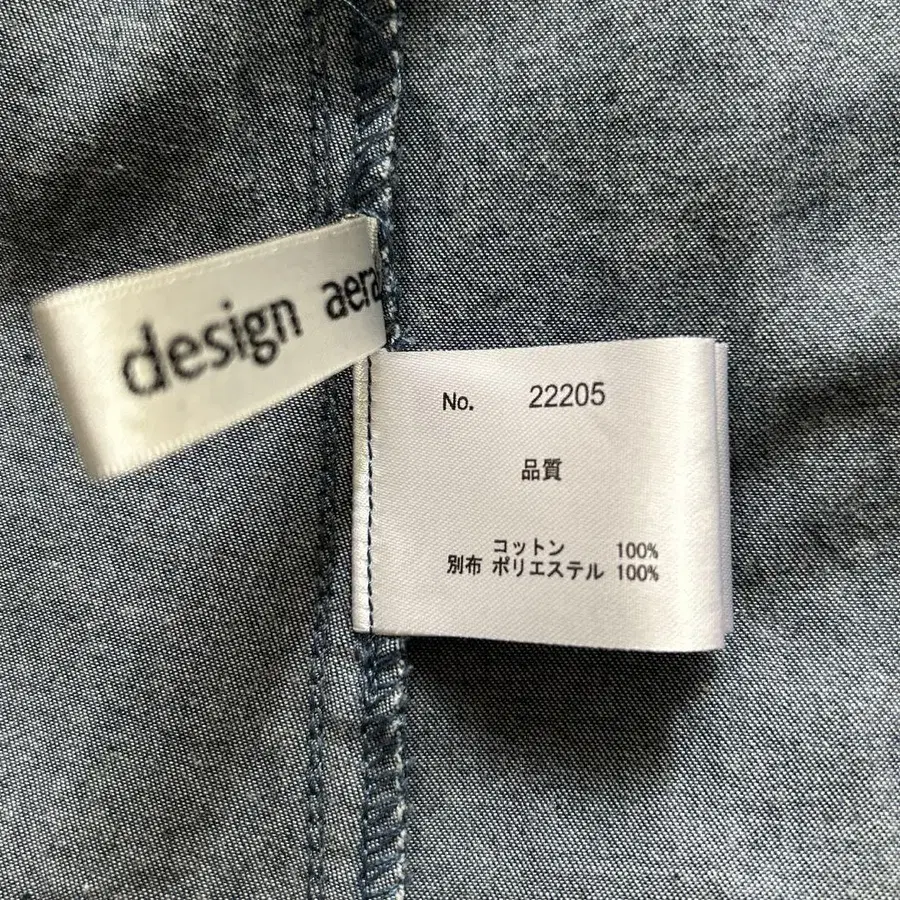 design
No. 22205
品質
コットン 100%
別布 ポリエステル 100%